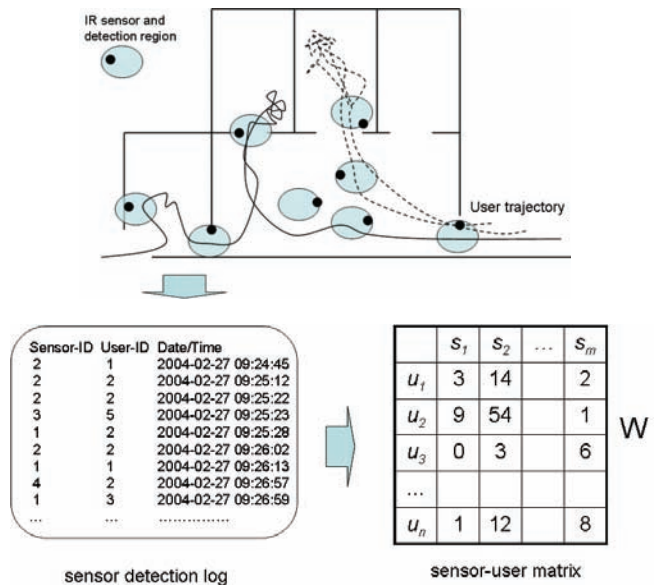 IR sensor and
detection region
User trajectory
Sensor-ID User-ID Date/Time
2 1 2004-02-27 09:24:45
2 2 2004-02-27 09:25:12
2 2 2004-02-27 09:25:22
3 5 2004-02-27 09:25:23
1 2 2004-02-27 09:25:28
2 2 2004-02-27 09:26:02
1 1 2004-02-27 09:26:13
4 2 2004-02-27 09:26:57
1 3 2004-02-27 09:26:59
... ... ...............
sensor detection log
s1 s2 ... sm
u1 3 14 2
u2 9 54 1
u3 0 3 6
...
un 1 12 8
W
sensor-user matrix